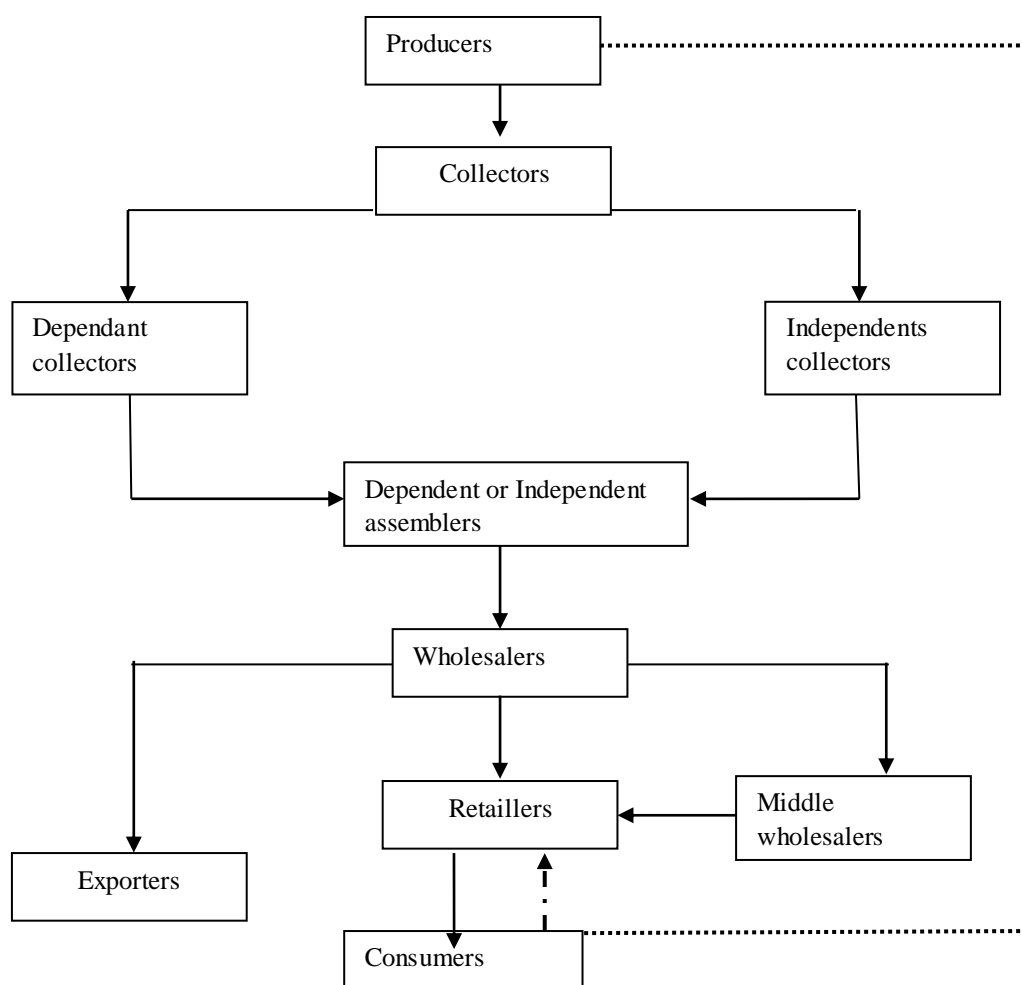 Producers
Collectors
Dependant
collectors
Independents
collectors
Dependent or Independent
assemblers
Wholesalers
Retaillers
Middle
wholesalers
Exporters
Consumers